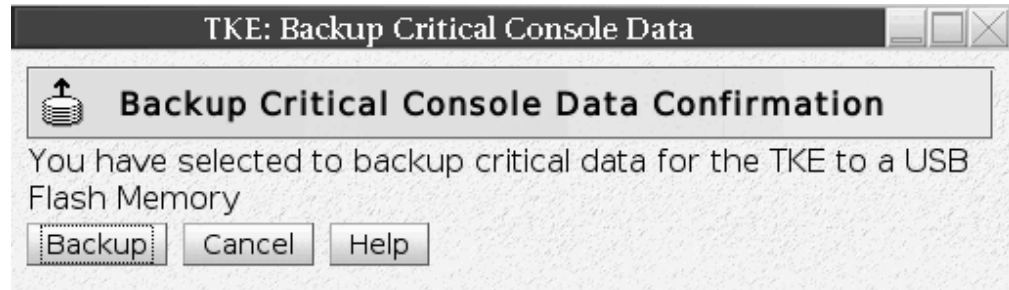 TKE: Backup Critical Console Data
Backup Critical Console Data Confirmation
You have selected to backup critical data for the TKE to a USB
Flash Memory
Backup Cancel Help